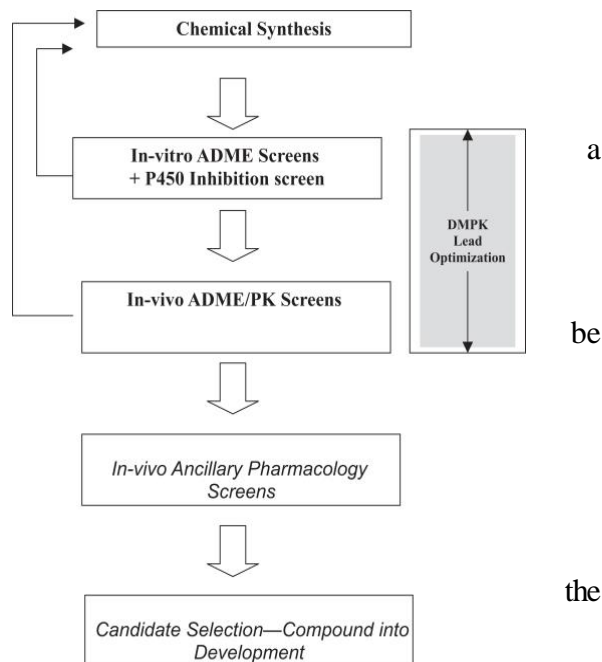 Chemical Synthesis
In-vitro ADME Screens
+ P450 Inhibition screen
a
DMPK
Lead
Optimization
In-vivo ADME/PK Screens
be
In-vivo Ancillary Pharmacology
Screens
the
Candidate Selection—Compound into
Development